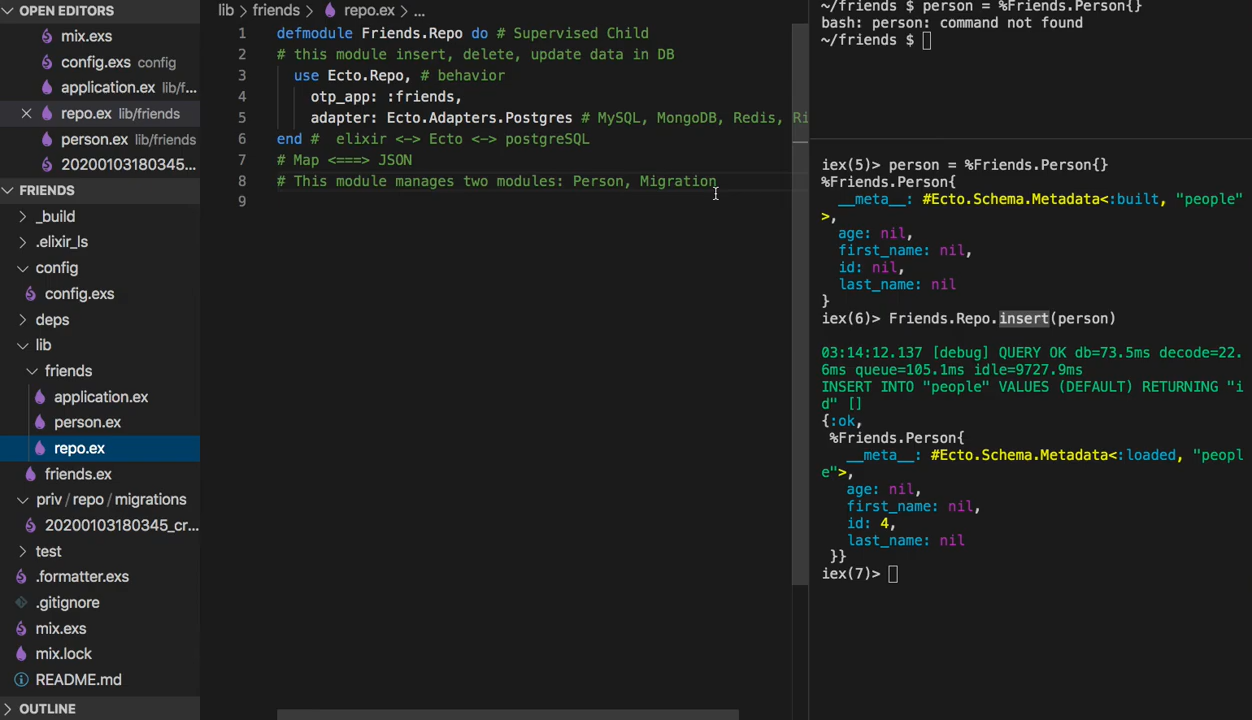 OPEN EDITORS
mix.exs
config.exs config
application.ex lib/f...
repo.ex lib/friends
person.ex lib/friends
20200103180345...
FRIENDS
_build
.elixir_ls
config
config.exs
deps
lib
friends
application.ex
person.ex
repo.ex
friends.ex
priv / repo / migrations
20200103180345_cr...
test
.formatter.exs
.gitignore
mix.exs
mix.lock
README.md
OUTLINE
lib > friends > repo.ex > ...
1 defmodule Friends.Repo do # Supervised Child
2 # this module insert, delete, update data in DB
3 use Ecto.Repo, # behavior
4 otp_app: :friends,
5 adapter: Ecto.Adapters.Postgres # MySQL, MongoDB, Redis, Ri
6 end # elixir <-> Ecto <-> postgreSQL
7 # Map <===> JSON
8 # This module manages two modules: Person, Migration
9
~/friends $ person = %Friends.Person{}
bash: person: command not found
~/friends $
iex(5)> person = %Friends.Person{}
%Friends.Person{
__meta__: #Ecto.Schema.Metadata<:built, "people"
>,
age: nil,
first_name: nil,
id: nil,
last_name: nil
}
iex(6)> Friends.Repo.insert(person)
03:14:12.137 [debug] QUERY OK db=73.5ms decode=22.
6ms queue=105.1ms idle=9727.9ms
INSERT INTO "people" VALUES (DEFAULT) RETURNING "i
d" []
{:ok,
%Friends.Person{
__meta__: #Ecto.Schema.Metadata<:loaded, "peopl
e">,
age: nil,
first_name: nil,
id: 4,
last_name: nil
}}
iex(7)>